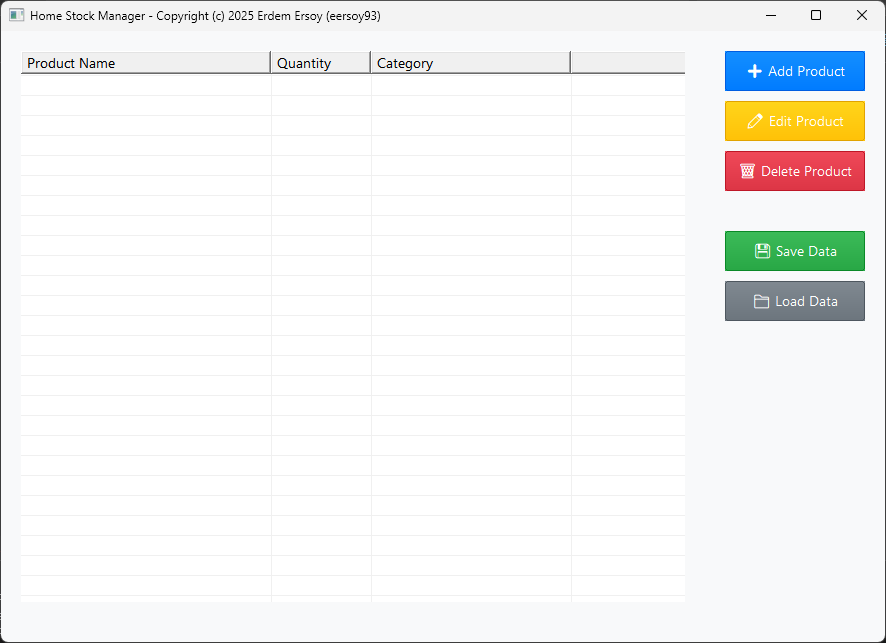 Home Stock Manager - Copyright (c) 2025 Erdem Ersoy (eersoy93)
Product Name Quantity Category
Add Product
Edit Product
Delete Product
Save Data
Load Data